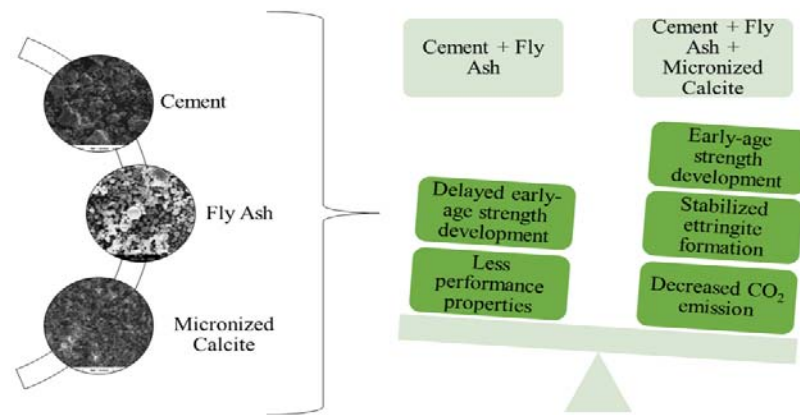 Cement
Fly Ash
Micronized
Calcite
Cement + Fly
Ash
Cement + Fly
Ash +
Micronized
Calcite
Delayed early-
age strength
development
Less
performance
properties
Early-age
strength
development
Stabilized
ettringite
formation
Decreased CO₂
emission